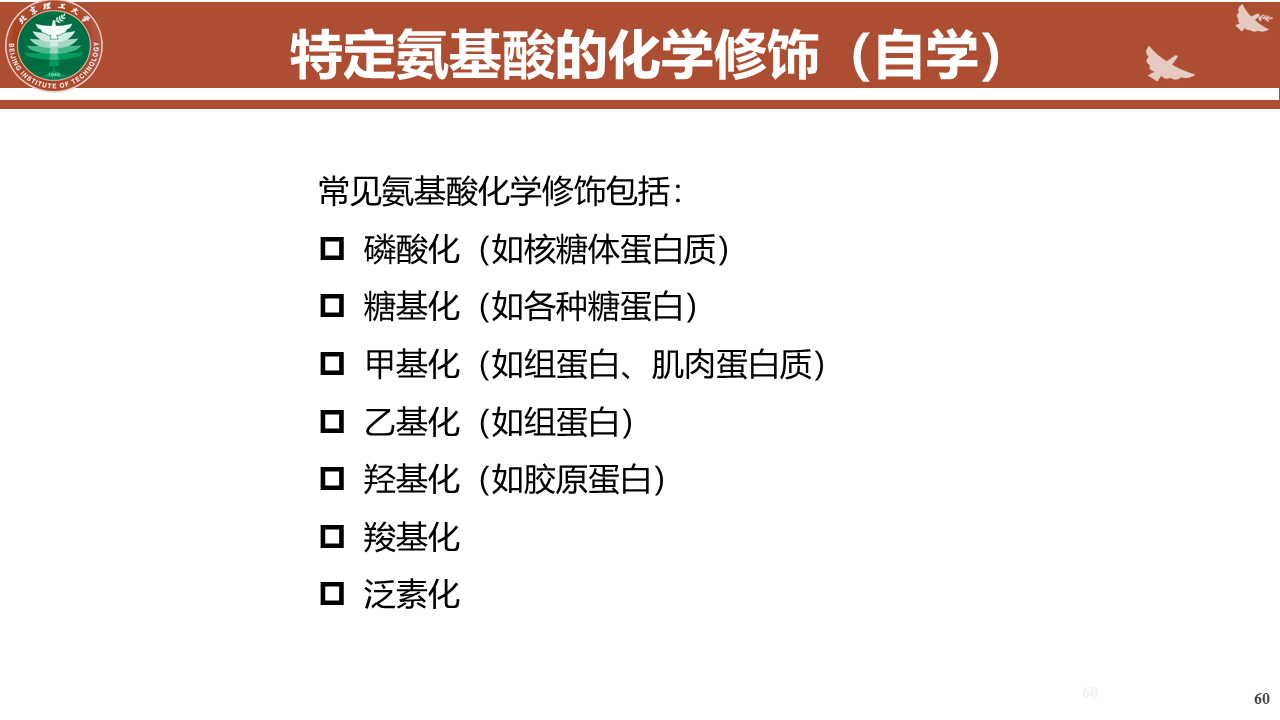 北京理工大学
BEIJING INSTITUTE OF TECHNOLOGY
1940
特定氨基酸的化学修饰（自学）
常见氨基酸化学修饰包括：
磷酸化（如核糖体蛋白质）
糖基化（如各种糖蛋白）
甲基化（如组蛋白、肌肉蛋白质）
乙基化（如组蛋白）
羟基化（如胶原蛋白）
羧基化
泛素化
60
60